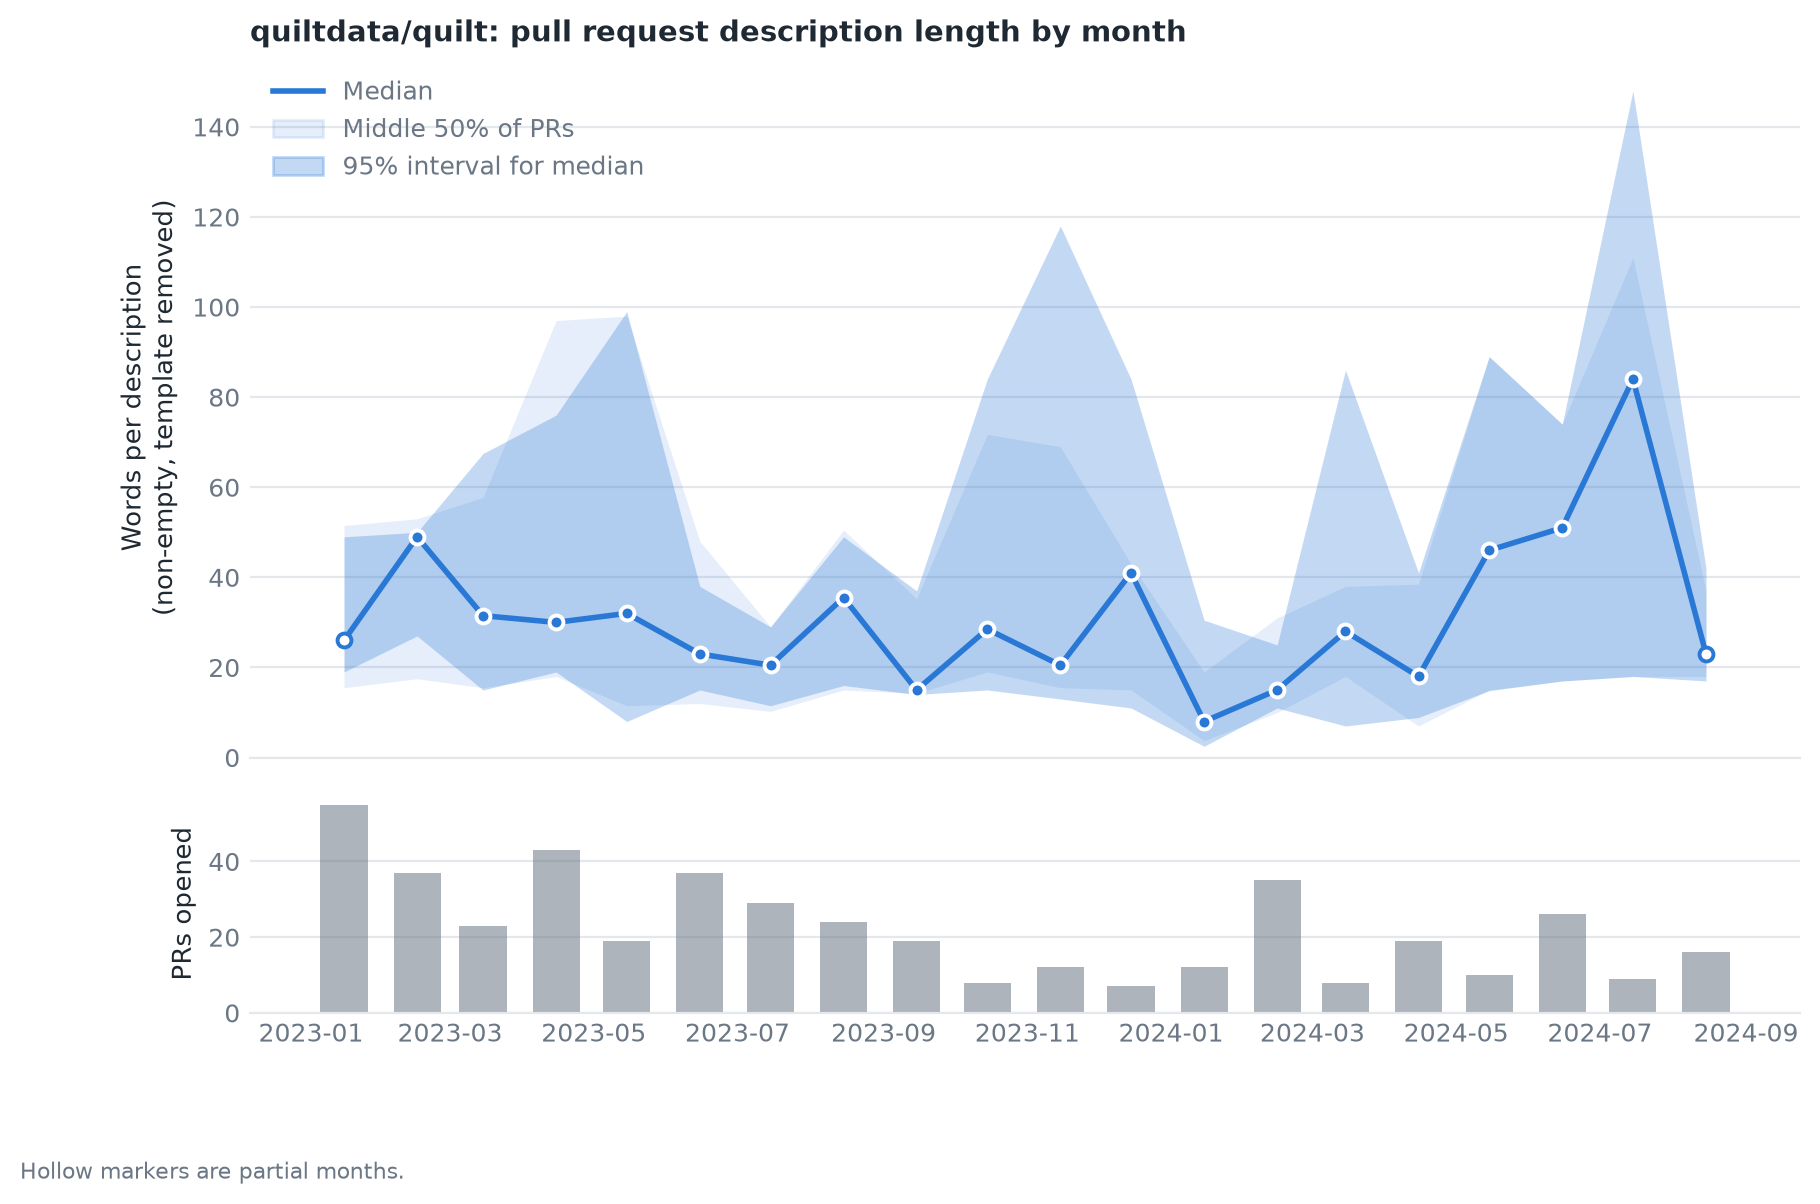 quiltdata/quilt: pull request description length by month
Median
Middle 50% of PRs
95% interval for median
Words per description
(non-empty, template removed)
140
120
100
80
60
40
20
0
PRs opened
40
20
0
2023-01 2023-03 2023-05 2023-07 2023-09 2023-11 2024-01 2024-03 2024-05 2024-07 2024-09
Hollow markers are partial months.